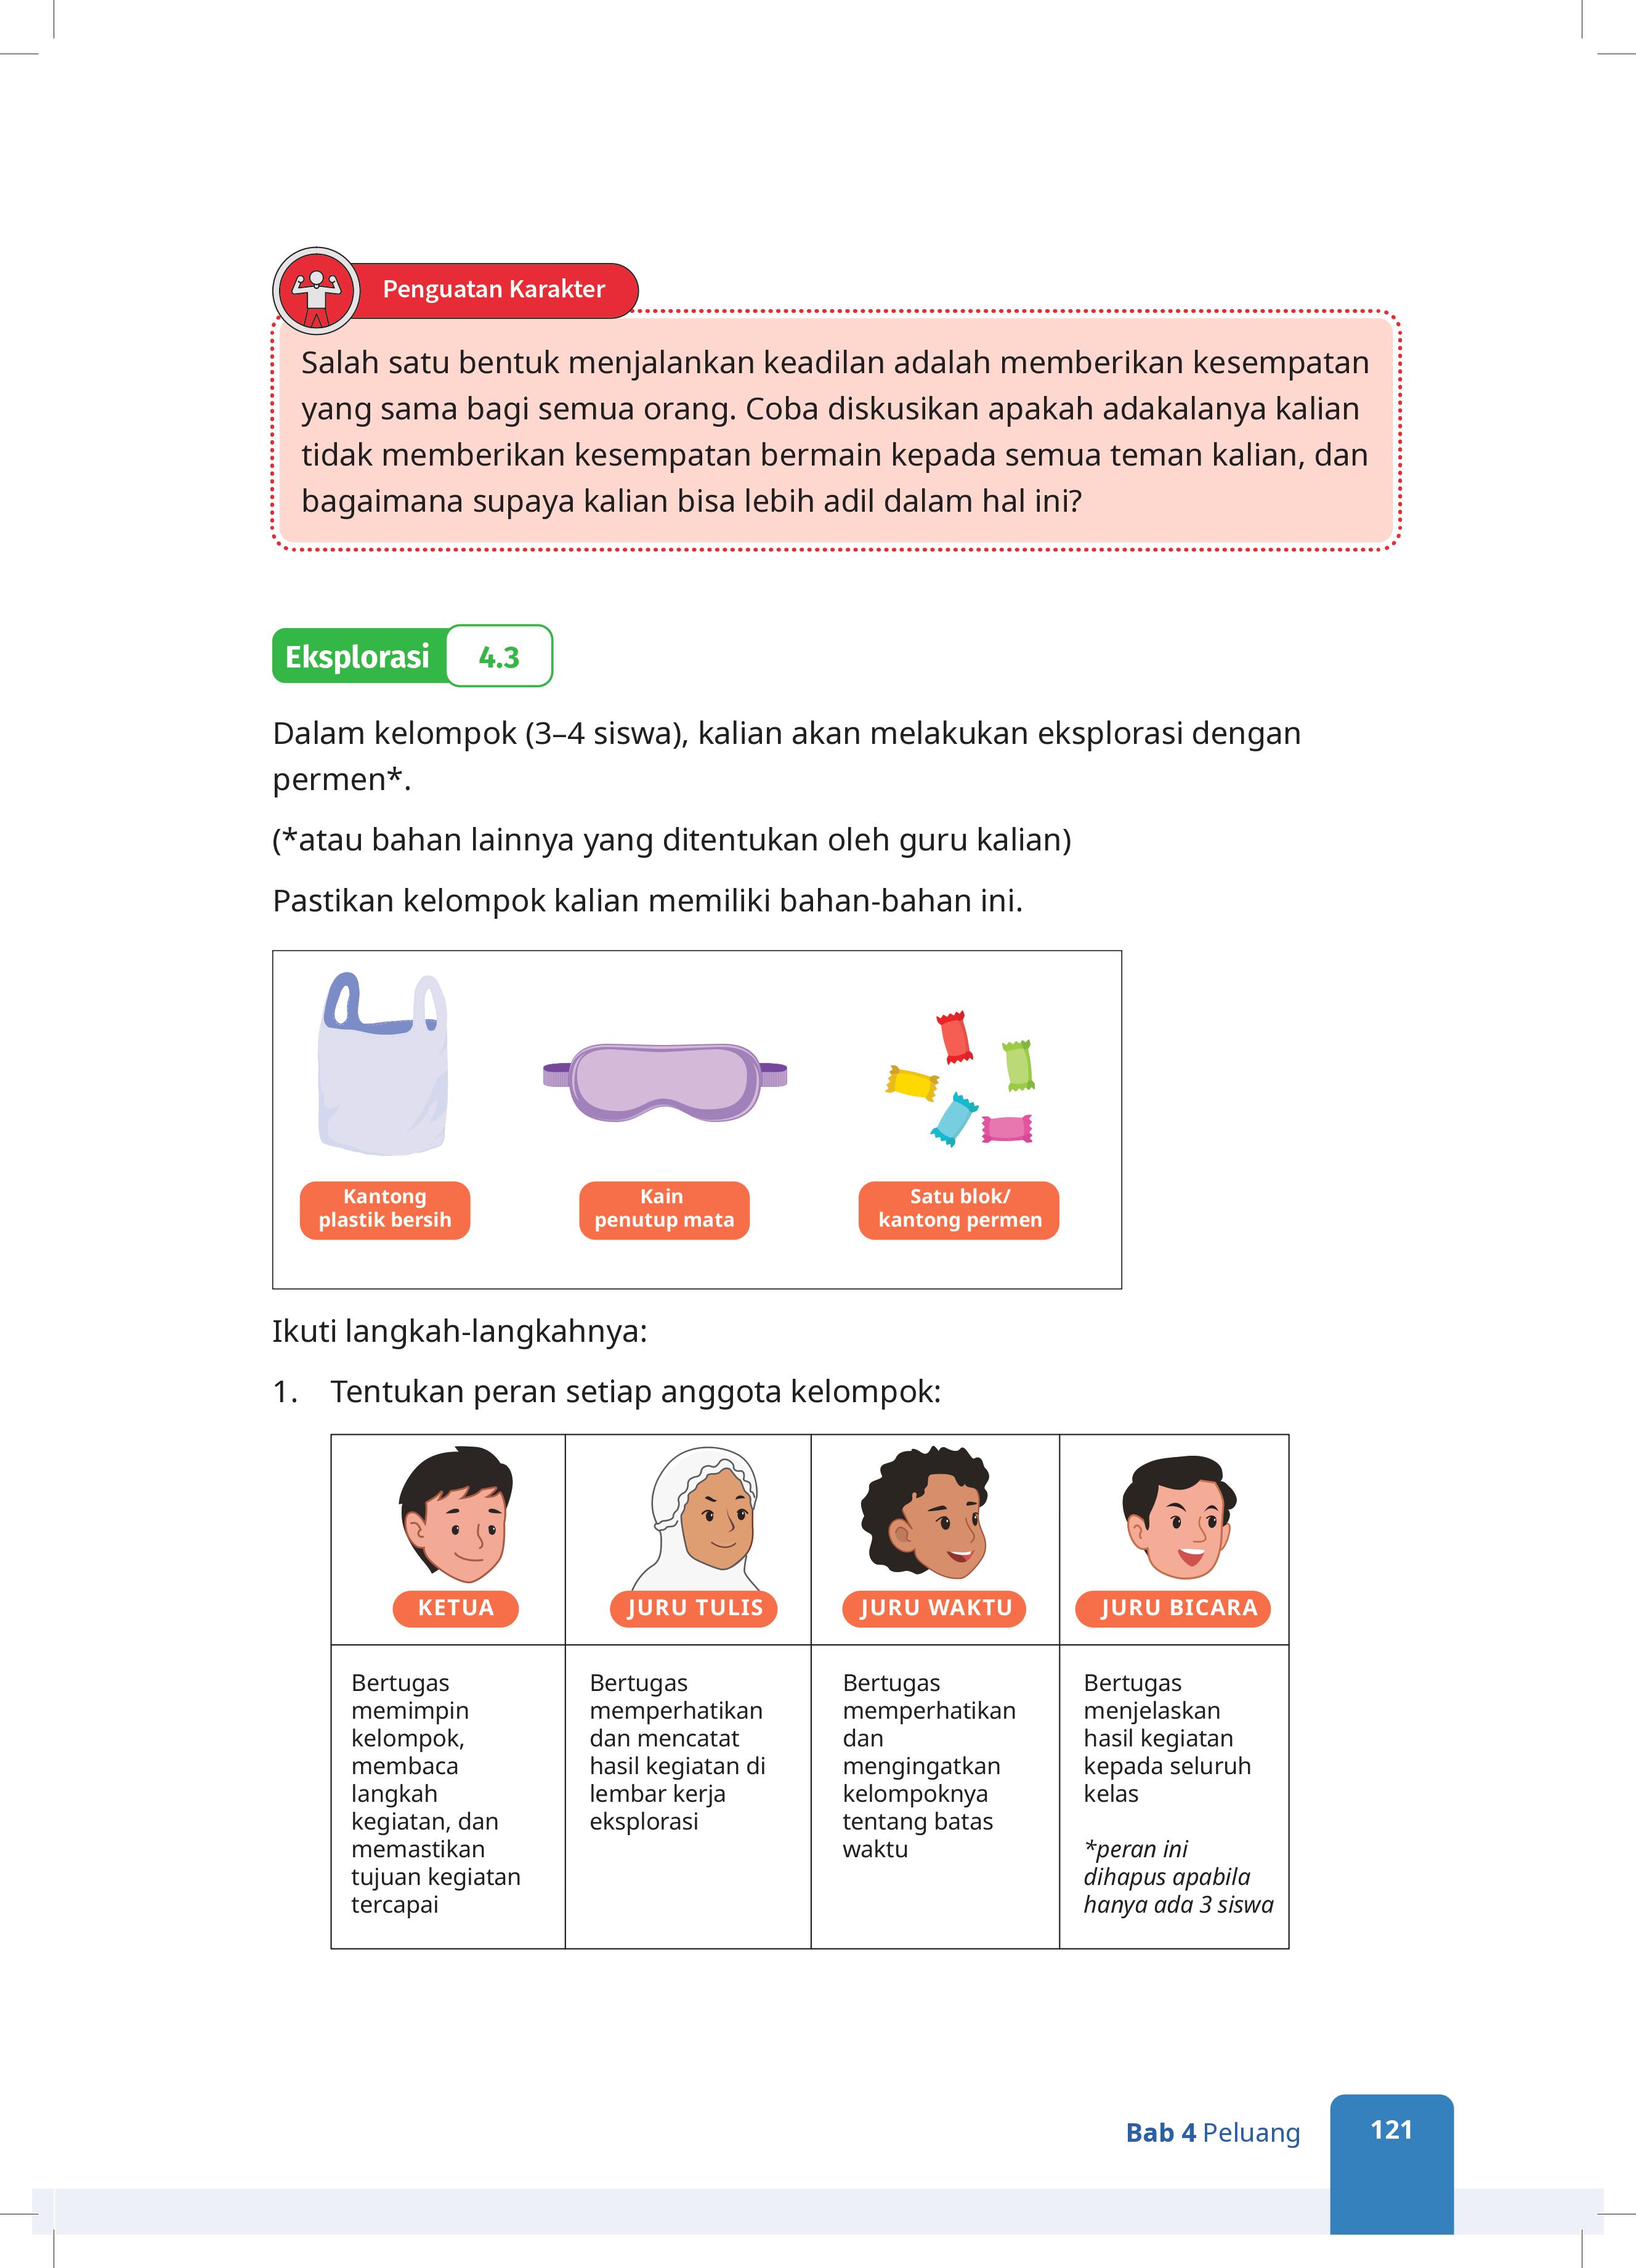 Penguatan Karakter
Salah satu bentuk menjalankan keadilan adalah memberikan kesempatan
yang sama bagi semua orang. Coba diskusikan apakah adakalanya kalian
tidak memberikan kesempatan bermain kepada semua teman kalian, dan
bagaimana supaya kalian bisa lebih adil dalam hal ini?
Eksplorasi 4.3
Dalam kelompok (3–4 siswa), kalian akan melakukan eksplorasi dengan
permen*.
(*atau bahan lainnya yang ditentukan oleh guru kalian)
Pastikan kelompok kalian memiliki bahan-bahan ini.
Kantong
plastik bersih
Kain
penutup mata
Satu blok/
kantong permen
Ikuti langkah-langkahnya:
1. Tentukan peran setiap anggota kelompok:
KETUA
JURU TULIS
JURU WAKTU
JURU BICARA
Bertugas
memimpin
kelompok,
membaca
langkah
kegiatan, dan
memastikan
tujuan kegiatan
tercapai
Bertugas
memperhatikan
dan mencatat
hasil kegiatan di
lembar kerja
eksplorasi
Bertugas
memperhatikan
dan
mengingatkan
kelompoknya
tentang batas
waktu
Bertugas
menjelaskan
hasil kegiatan
kepada seluruh
kelas
*peran ini
dihapus apabila
hanya ada 3 siswa
Bab 4 Peluang
121